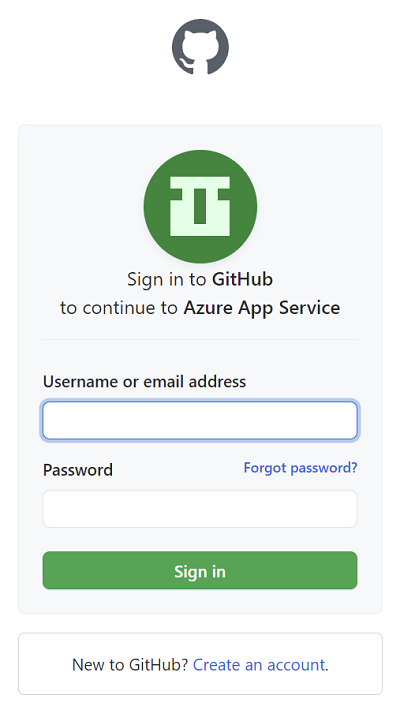 Sign in to GitHub
to continue to Azure App Service
Username or email address
Password Forgot password?
Sign in
New to GitHub? Create an account.